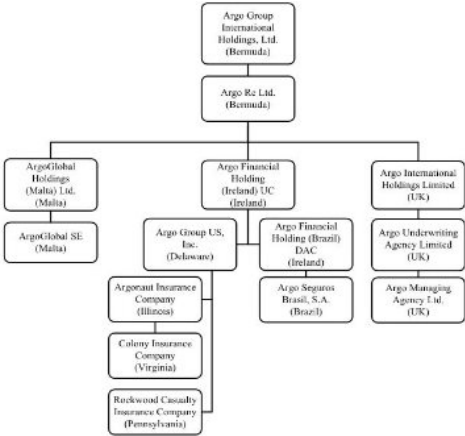 Argo Group
International
Holdings, Ltd.
(Bermuda)
Argo Re Ltd.
(Bermuda)
ArgoGlobal
Holdings
(Malta) Ltd.
(Malta)
Argo Financial
Holding
(Ireland) UC
(Ireland)
Argo International
Holdings Limited
(UK)
ArgoGlobal SE
(Malta)
Argo Group US,
Inc.
(Delaware)
Argo Financial
Holding (Brazil)
DAC
(Ireland)
Argo Underwriting
Agency Limited
(UK)
Argonaut Insurance
Company
(Illinois)
Argo Seguros
Brasil, S.A.
(Brazil)
Argo Managing
Agency Ltd.
(UK)
Colony Insurance
Company
(Virginia)
Rockwood Casualty
Insurance Company
(Pennsylvania)